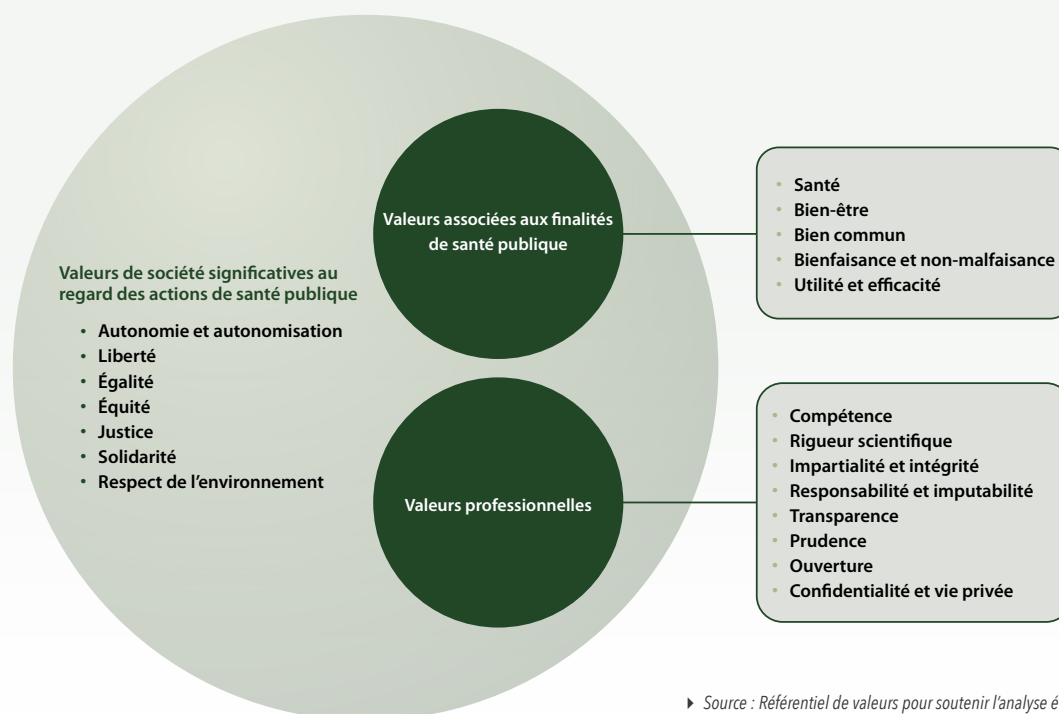 Valeurs de société significatives au
regard des actions de santé publique
• Autonomie et autonomisation
• Liberté
• Égalité
• Équité
• Justice
• Solidarité
• Respect de l’environnement
Valeurs associées aux finalités
de santé publique
• Santé
• Bien-être
• Bien commun
• Bienfaisance et non-malfaisance
• Utilité et efficacité
Valeurs professionnelles
• Compétence
• Rigueur scientifique
• Impartialité et intégrité
• Responsabilité et imputabilité
• Transparence
• Prudence
• Ouverture
• Confidentialité et vie privée
Source : Référentiel de valeurs pour soutenir l’analyse